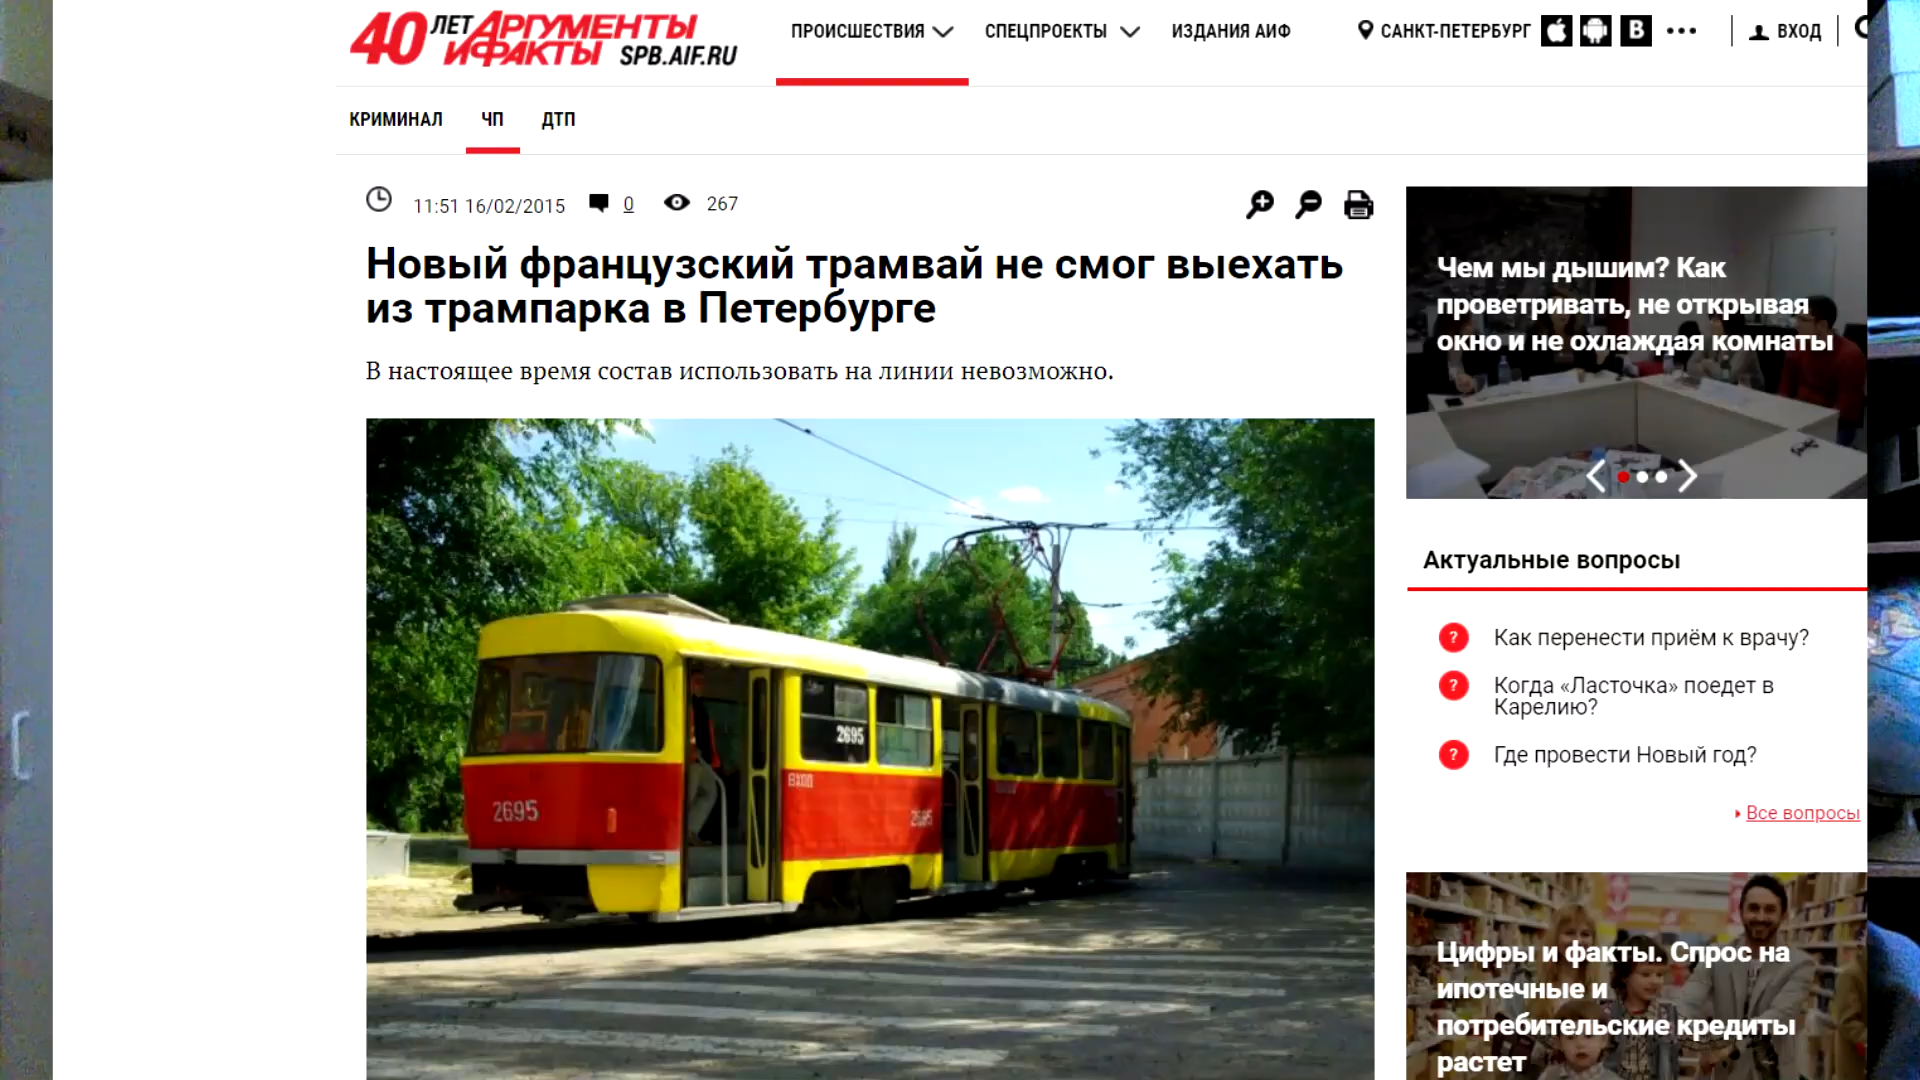 40 ЛЕТ АРГУМЕНТЫ
И ФАКТЫ SPB.AIF.RU
ПРОИСШЕСТВИЯ
СПЕЦПРОЕКТЫ
ИЗДАНИЯ АИФ
САНКТ-ПЕТЕРБУРГ
B
ВХОД
КРИМИНАЛ
ЧП
ДТП
11:51 16/02/2015
0
267
Новый французский трамвай не смог выехать
из трампарка в Петербурге
В настоящее время состав использовать на линии невозможно.
2695
ВХОД
2695
2695
Чем мы дышим? Как
проветривать, не открывая
окно и не охлаждая комнаты
Актуальные вопросы
? Как перенести приём к врачу?
? Когда «Ласточка» поедет в
Карелию?
? Где провести Новый год?
Все вопросы
Цифры и факты. Спрос на
ипотечные и
потребительские кредиты
растет